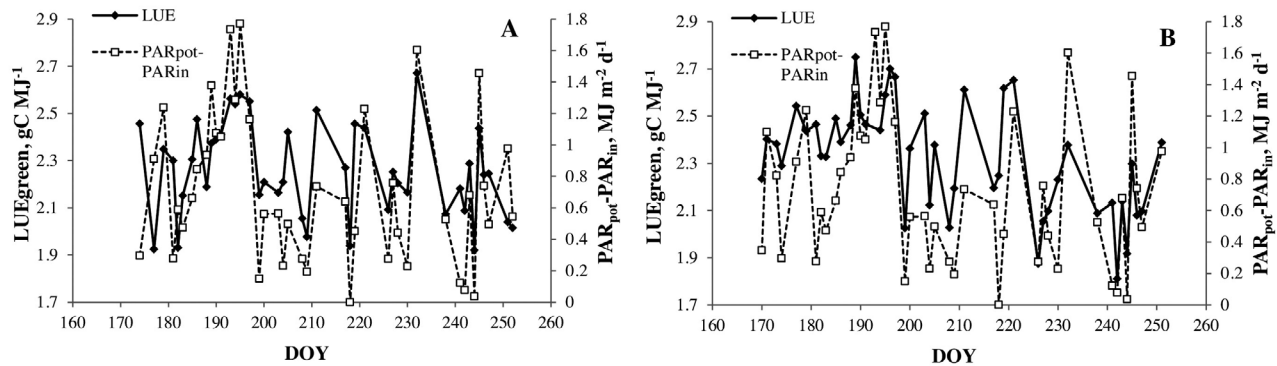 LUE
PARpot-
PARin
A
LUEgreen, gC MJ-1
2.9
2.7
2.5
2.3
2.1
1.9
1.7
1.8
1.6
1.4
1.2
1
0.8
0.6
0.4
0.2
0
PARpot-PARin, MJ m-2 d-1
160 170 180 190 200 210 220 230 240 250 260
DOY
LUE
PARpot-
PARin
B
LUEgreen, gC MJ-1
2.9
2.7
2.5
2.3
2.1
1.9
1.7
1.8
1.6
1.4
1.2
1
0.8
0.6
0.4
0.2
0
PARpot-PARin, MJ m-2 d-1
160 170 180 190 200 210 220 230 240 250 260
DOY